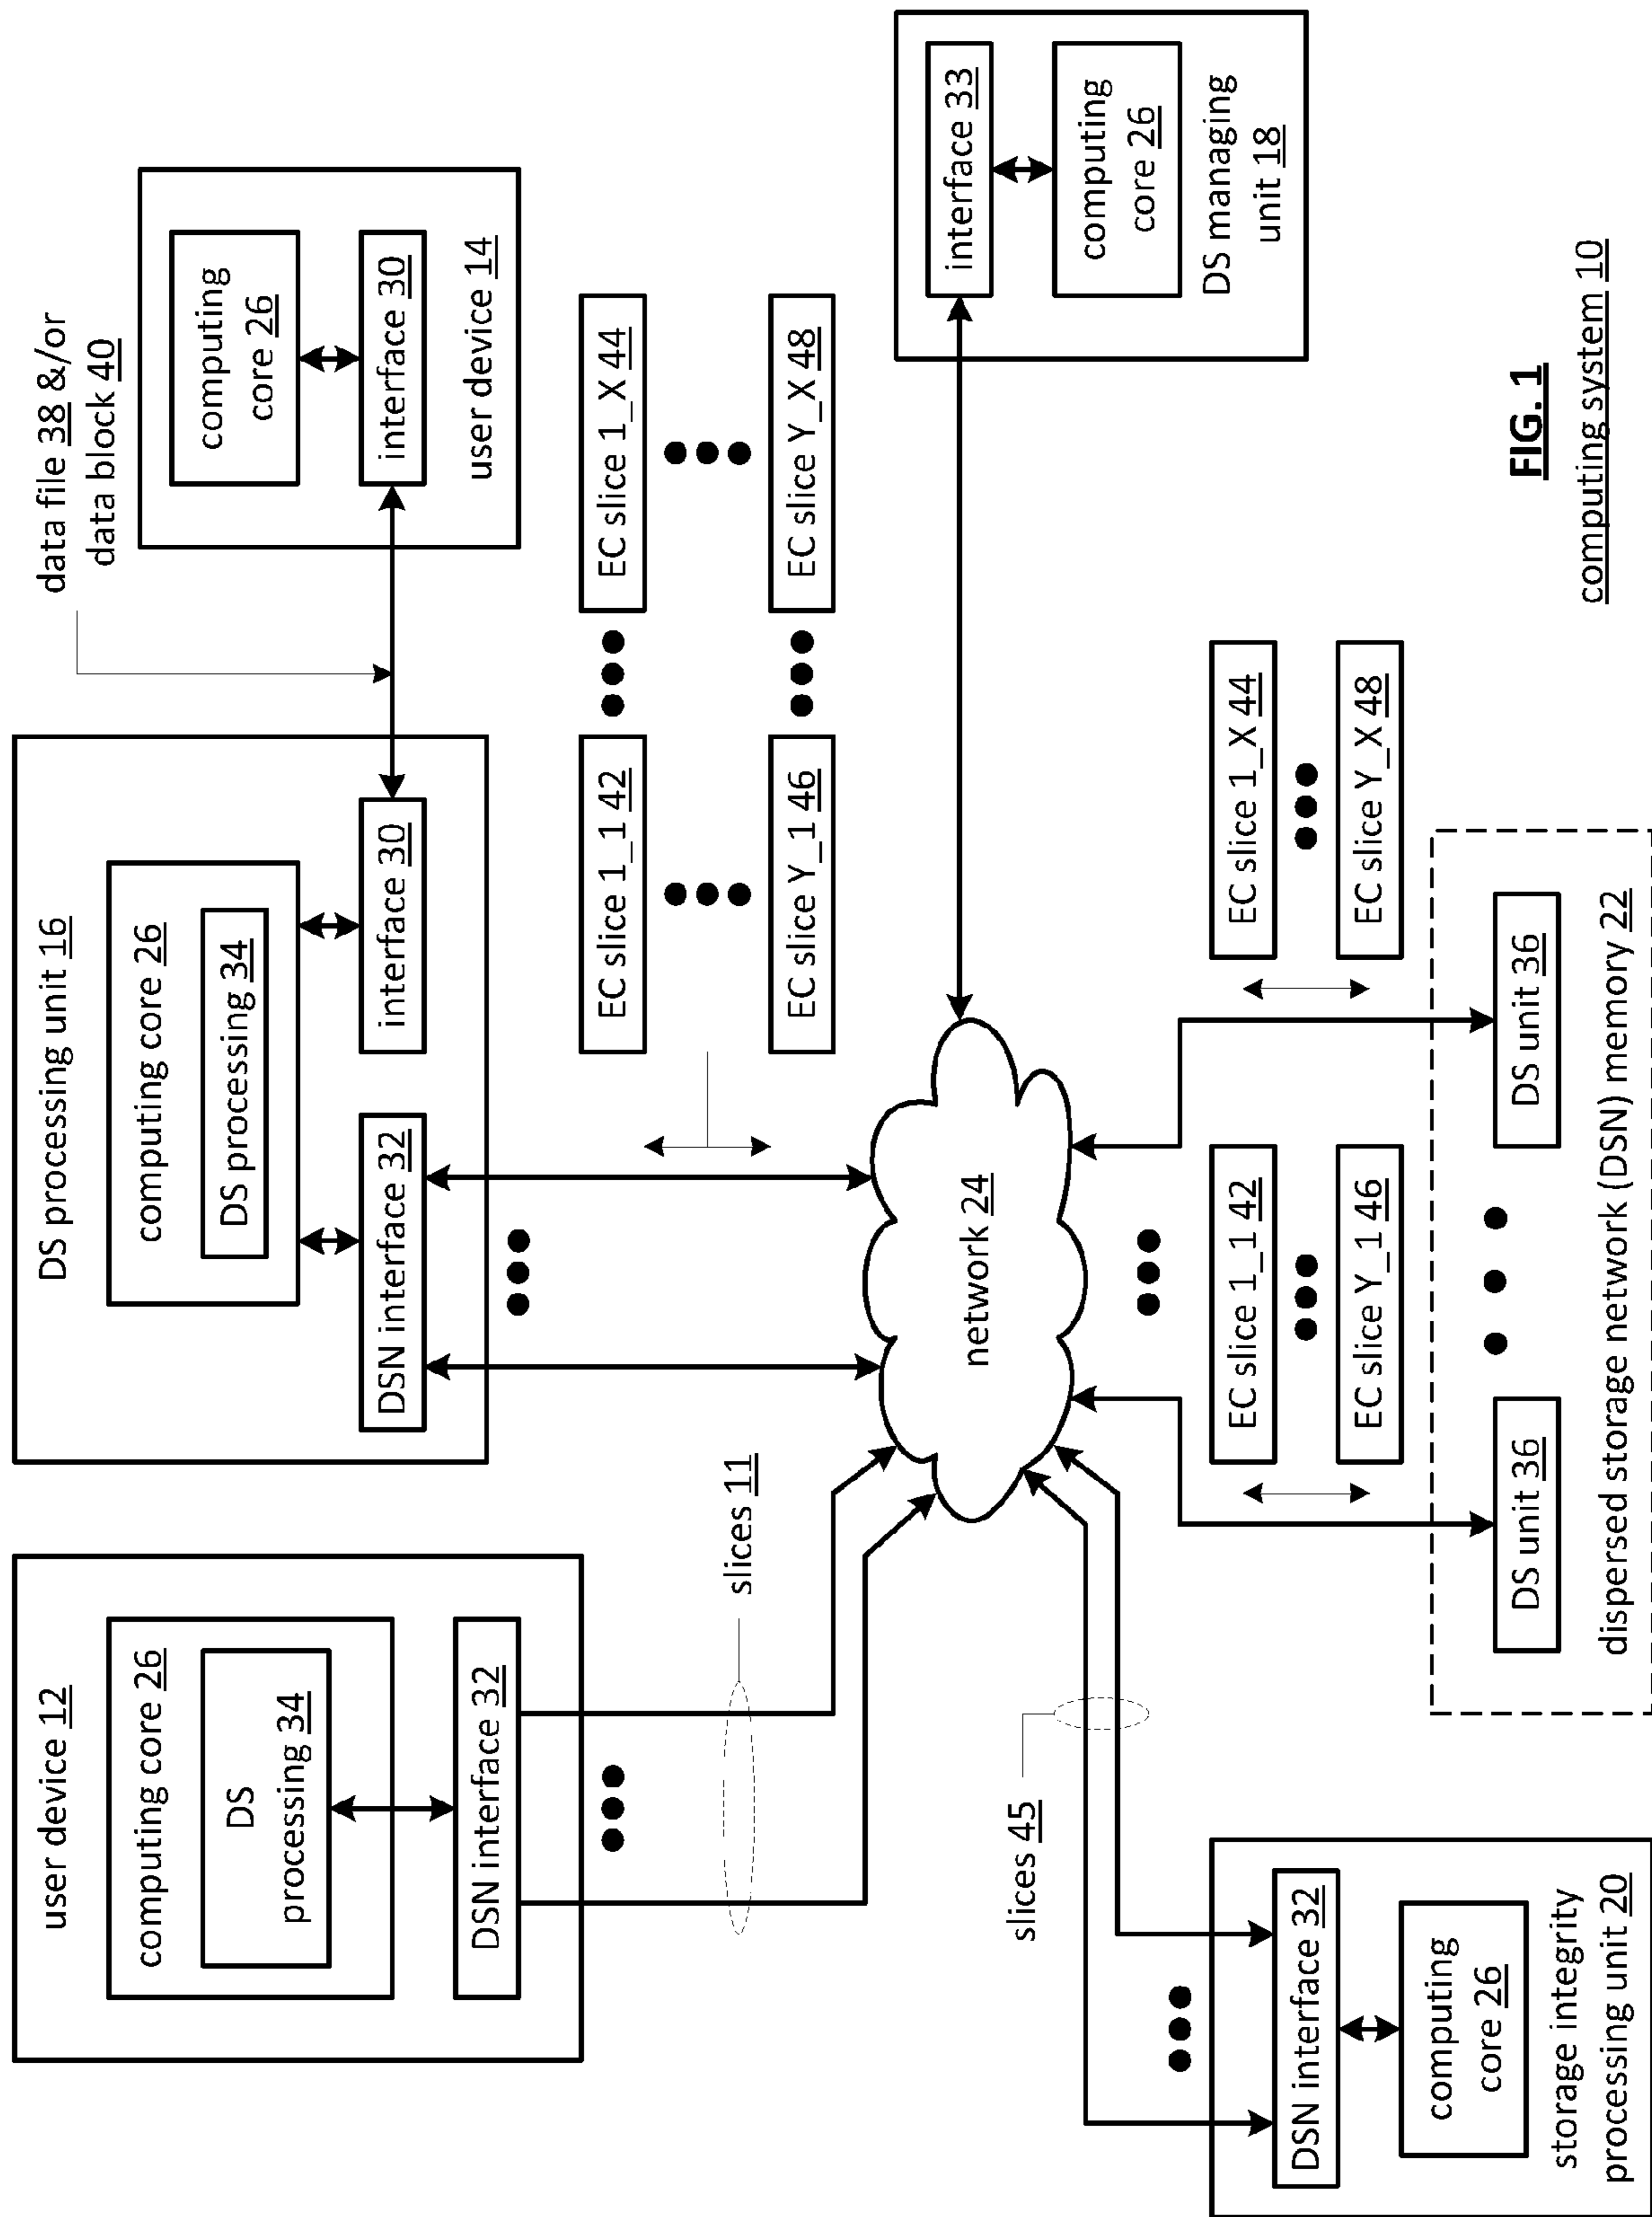 user device 12
computing core 26
DS
processing 34
DSN interface 32
slices 11
DS processing unit 16
computing core 26
DS processing 34
DSN interface 32
interface 30
data file 38 &/or
data block 40
computing
core 26
interface 30
user device 14
EC slice 1_1 42
EC slice 1_X 44
EC slice Y_1 46
EC slice Y_X 48
network 24
interface 33
computing
core 26
DS managing
unit 18
slices 45
DSN interface 32
computing
core 26
storage integrity
processing unit 20
EC slice 1_1 42
EC slice Y_1 46
EC slice 1_X 44
EC slice Y_X 48
DS unit 36
DS unit 36
dispersed storage network (DSN) memory 22
FIG. 1
computing system 10